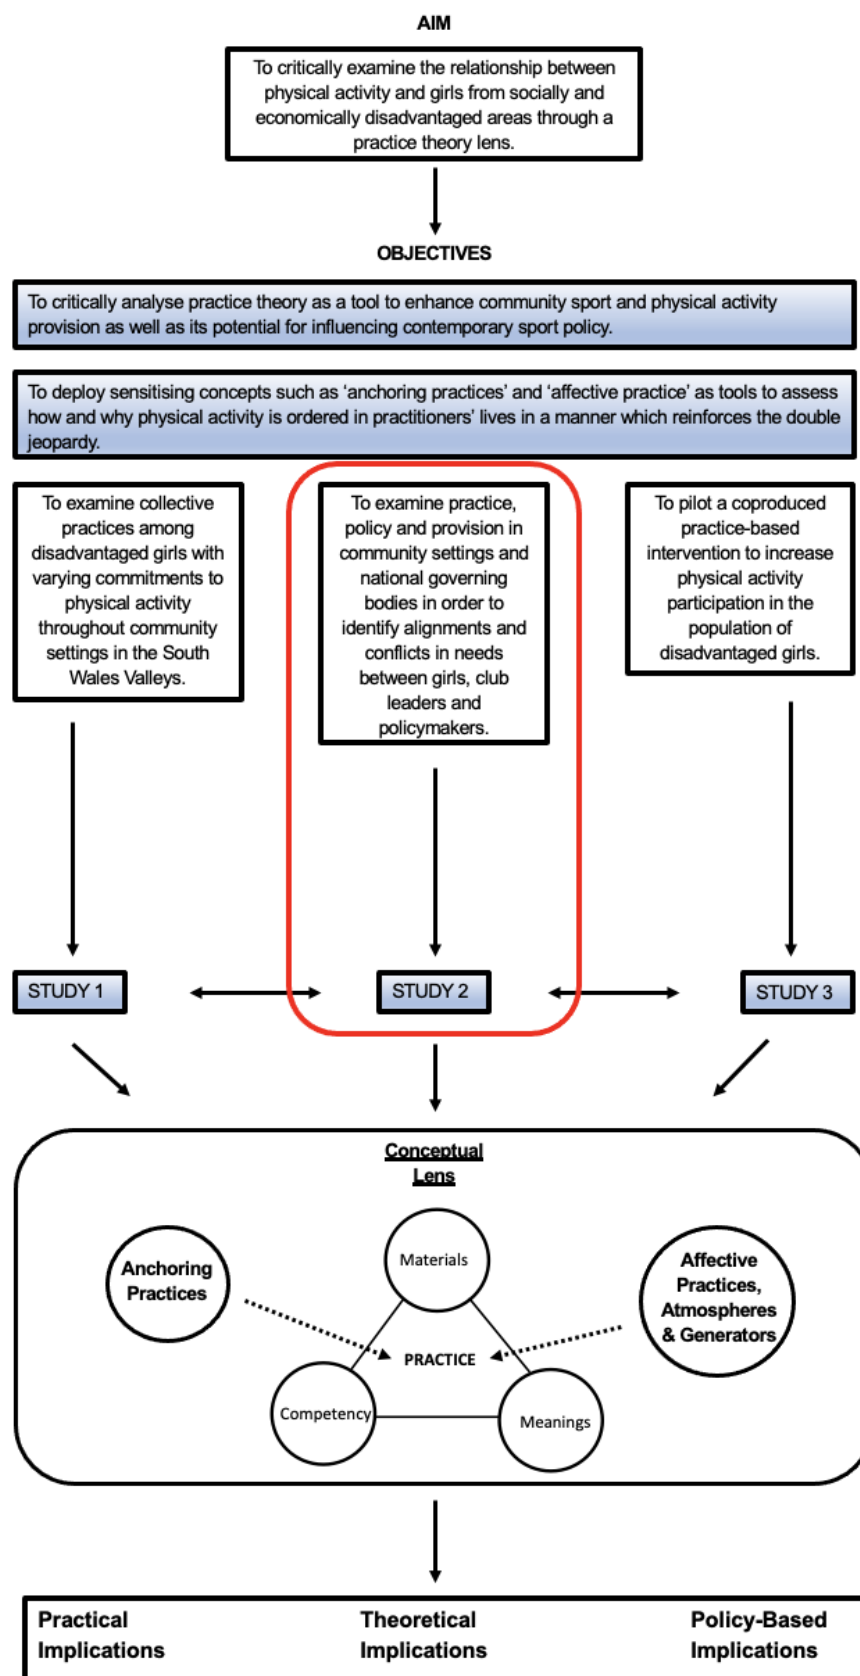 AIM
To critically examine the relationship between
physical activity and girls from socially and
economically disadvantaged areas through a
practice theory lens.
OBJECTIVES
To critically analyse practice theory as a tool to enhance community sport and physical activity
provision as well as its potential for influencing contemporary sport policy.
To deploy sensitising concepts such as ‘anchoring practices’ and ‘affective practice’ as tools to assess
how and why physical activity is ordered in practitioners’ lives in a manner which reinforces the double
jeopardy.
To examine collective
practices among
disadvantaged girls with
varying commitments to
physical activity
throughout community
settings in the South
Wales Valleys.
To examine practice,
policy and provision in
community settings and
national governing
bodies in order to
identify alignments and
conflicts in needs
between girls, club
leaders and
policymakers.
To pilot a coproduced
practice-based
intervention to increase
physical activity
participation in the
population of
disadvantaged girls.
STUDY 1
STUDY 2
STUDY 3
Conceptual
Lens
Anchoring
Practices
Materials
Affective
Practices,
Atmospheres
& Generators
PRACTICE
Competency
Meanings
Practical
Implications
Theoretical
Implications
Policy-Based
Implications